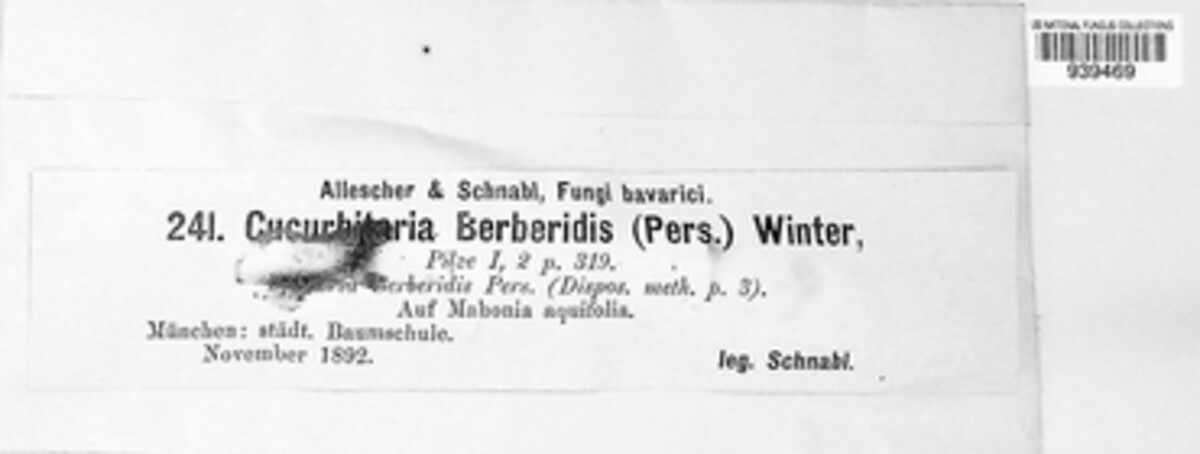 US NATIONAL FUNGUS COLLECTIONS
939469
Allescher & Schnabl, Fungi bavarici.
241. Cucurbitaria Berberidis (Pers.) Winter,
Pilze I, 2 p. 319.
Berberidis Pers. (Dispos. meth. p. 3).
Auf Mahonia aquifolia.
München: städt. Baumschule.
November 1892.
leg. Schnabl.